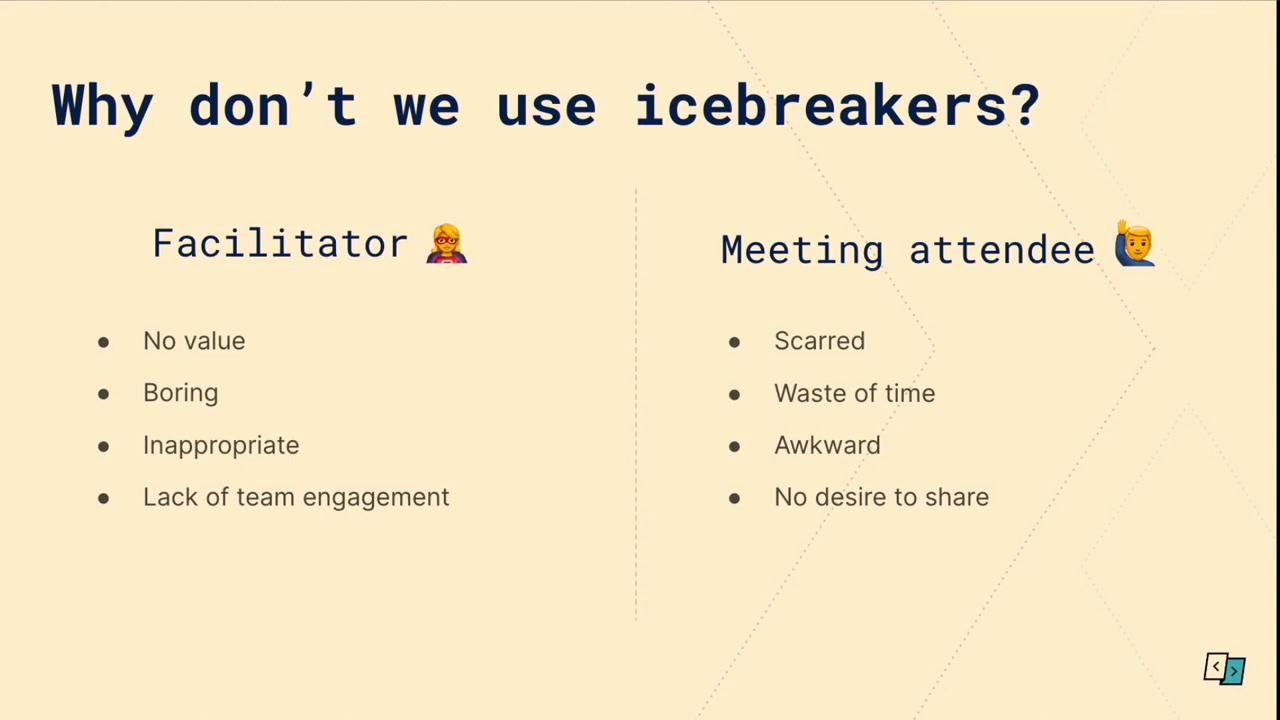 Why don’t we use icebreakers?
Facilitator
No value
Boring
Inappropriate
Lack of team engagement
Meeting attendee
Scarred
Waste of time
Awkward
No desire to share